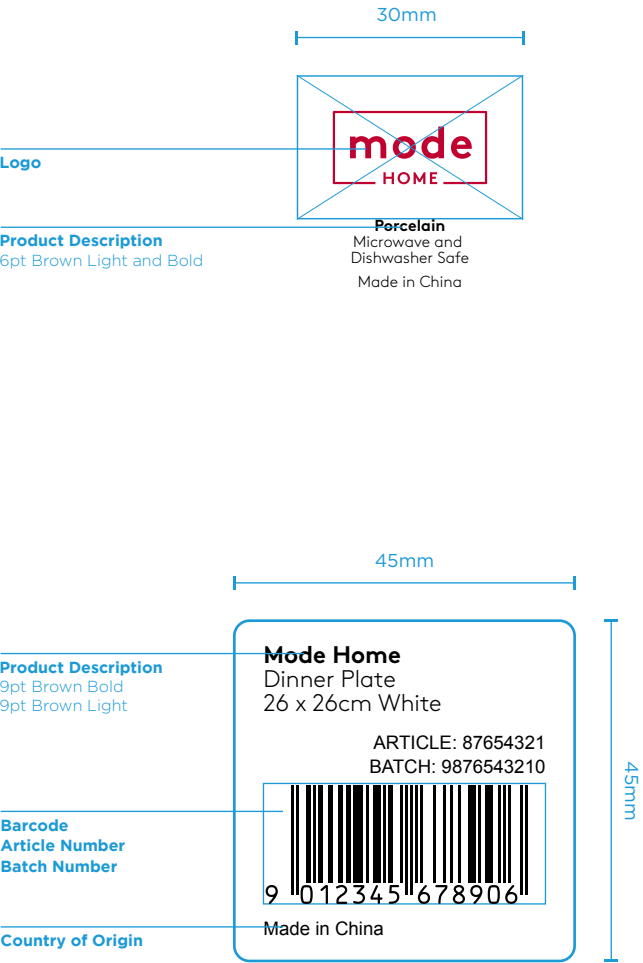 30mm
mode
HOME
Logo
Porcelain
Microwave and
Dishwasher Safe
Made in China
Product Description
6pt Brown Light and Bold
45mm
Mode Home
Dinner Plate
26 x 26cm White
Product Description
9pt Brown Bold
9pt Brown Light
ARTICLE: 87654321
BATCH: 9876543210
45mm
Barcode
Article Number
Batch Number
9 012345 678906
Made in China
Country of Origin